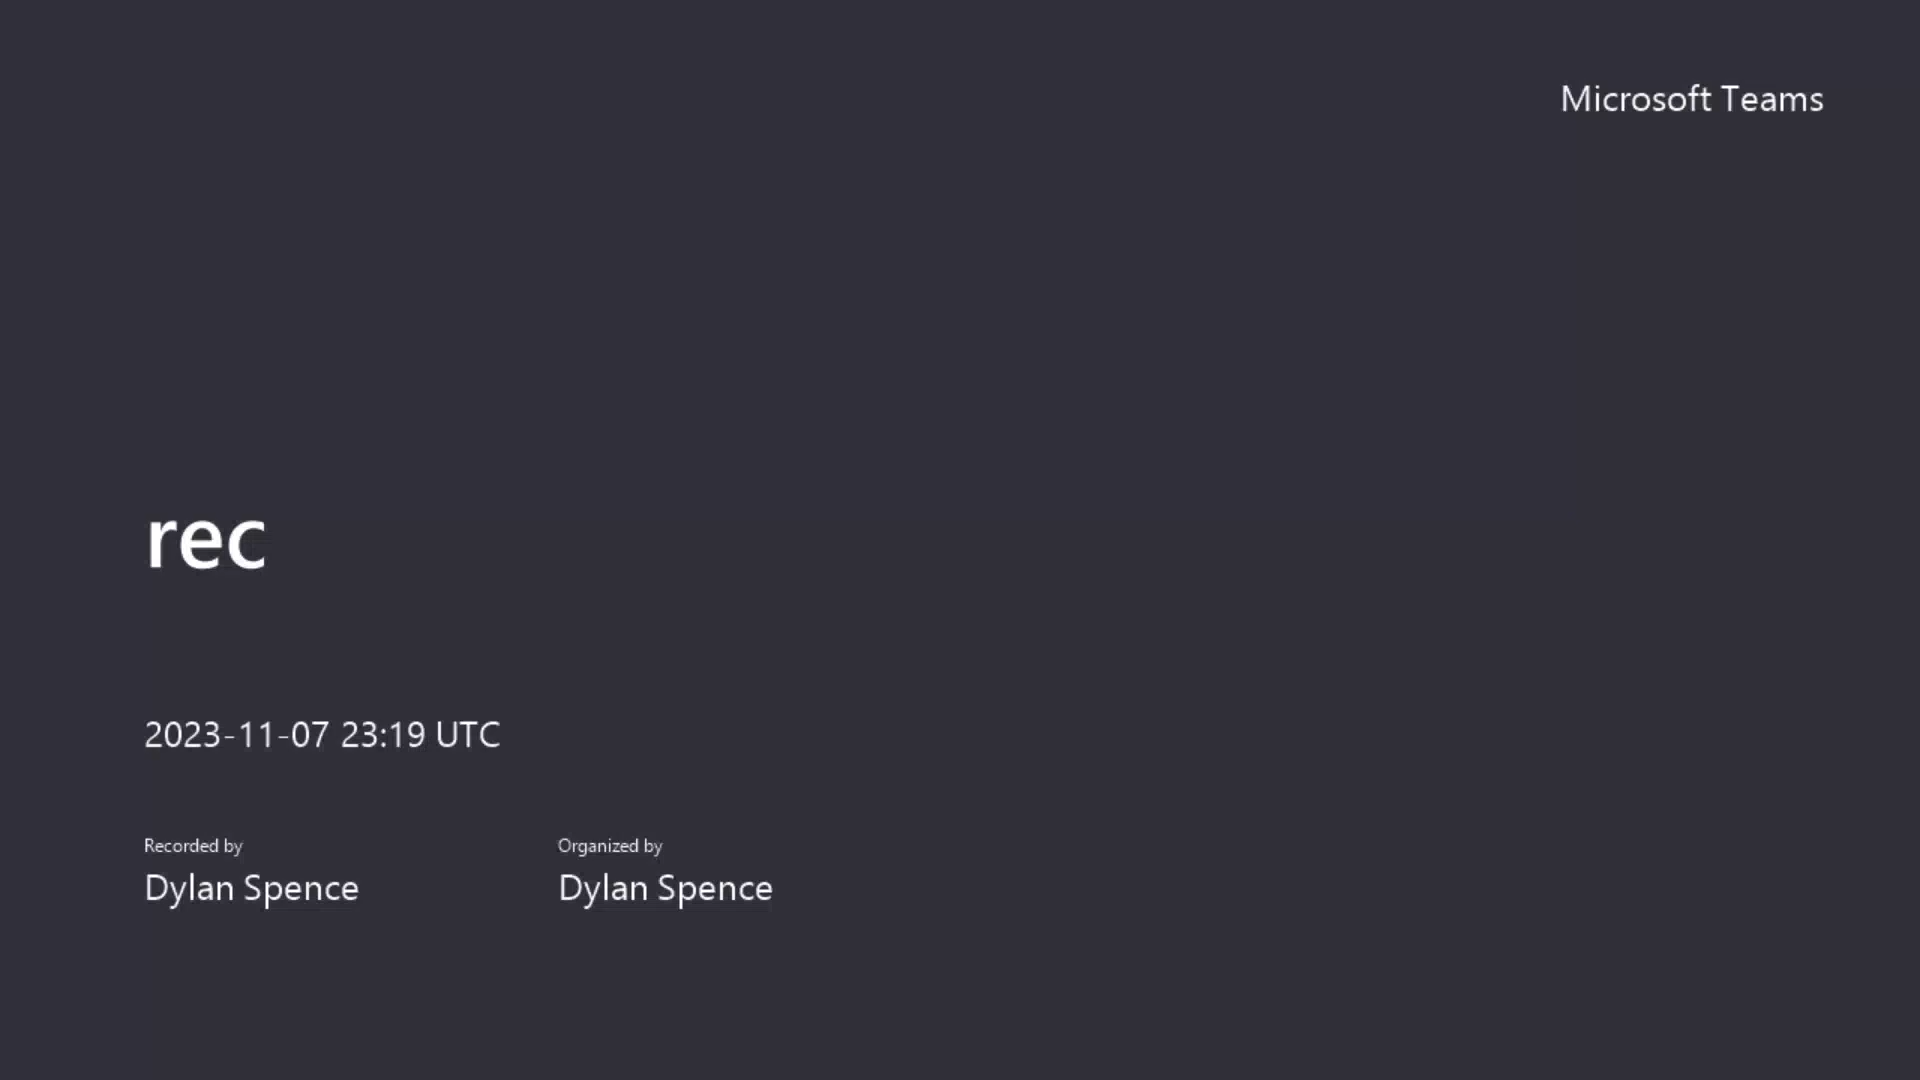 Microsoft Teams
rec
2023-11-07 23:19 UTC
Recorded by
Dylan Spence
Organized by
Dylan Spence